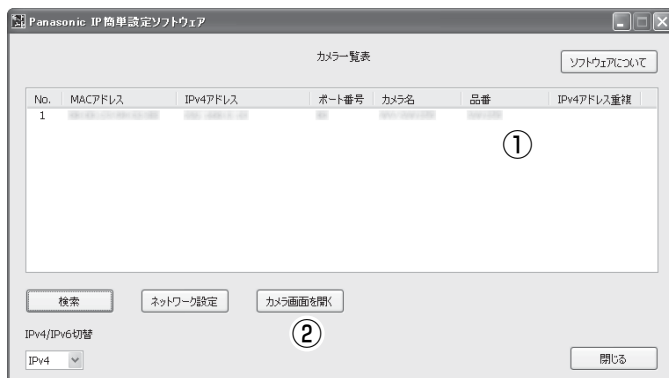 Panasonic IP簡単設定ソフトウェア
カメラ一覧表
ソフトウェアについて
No. MACアドレス IPv4アドレス ポート番号 カメラ名 品番 IPv4アドレス重複
1
①
検索 ネットワーク設定 カメラ画面を開く
②
IPv4/IPv6切替
IPv4
閉じる